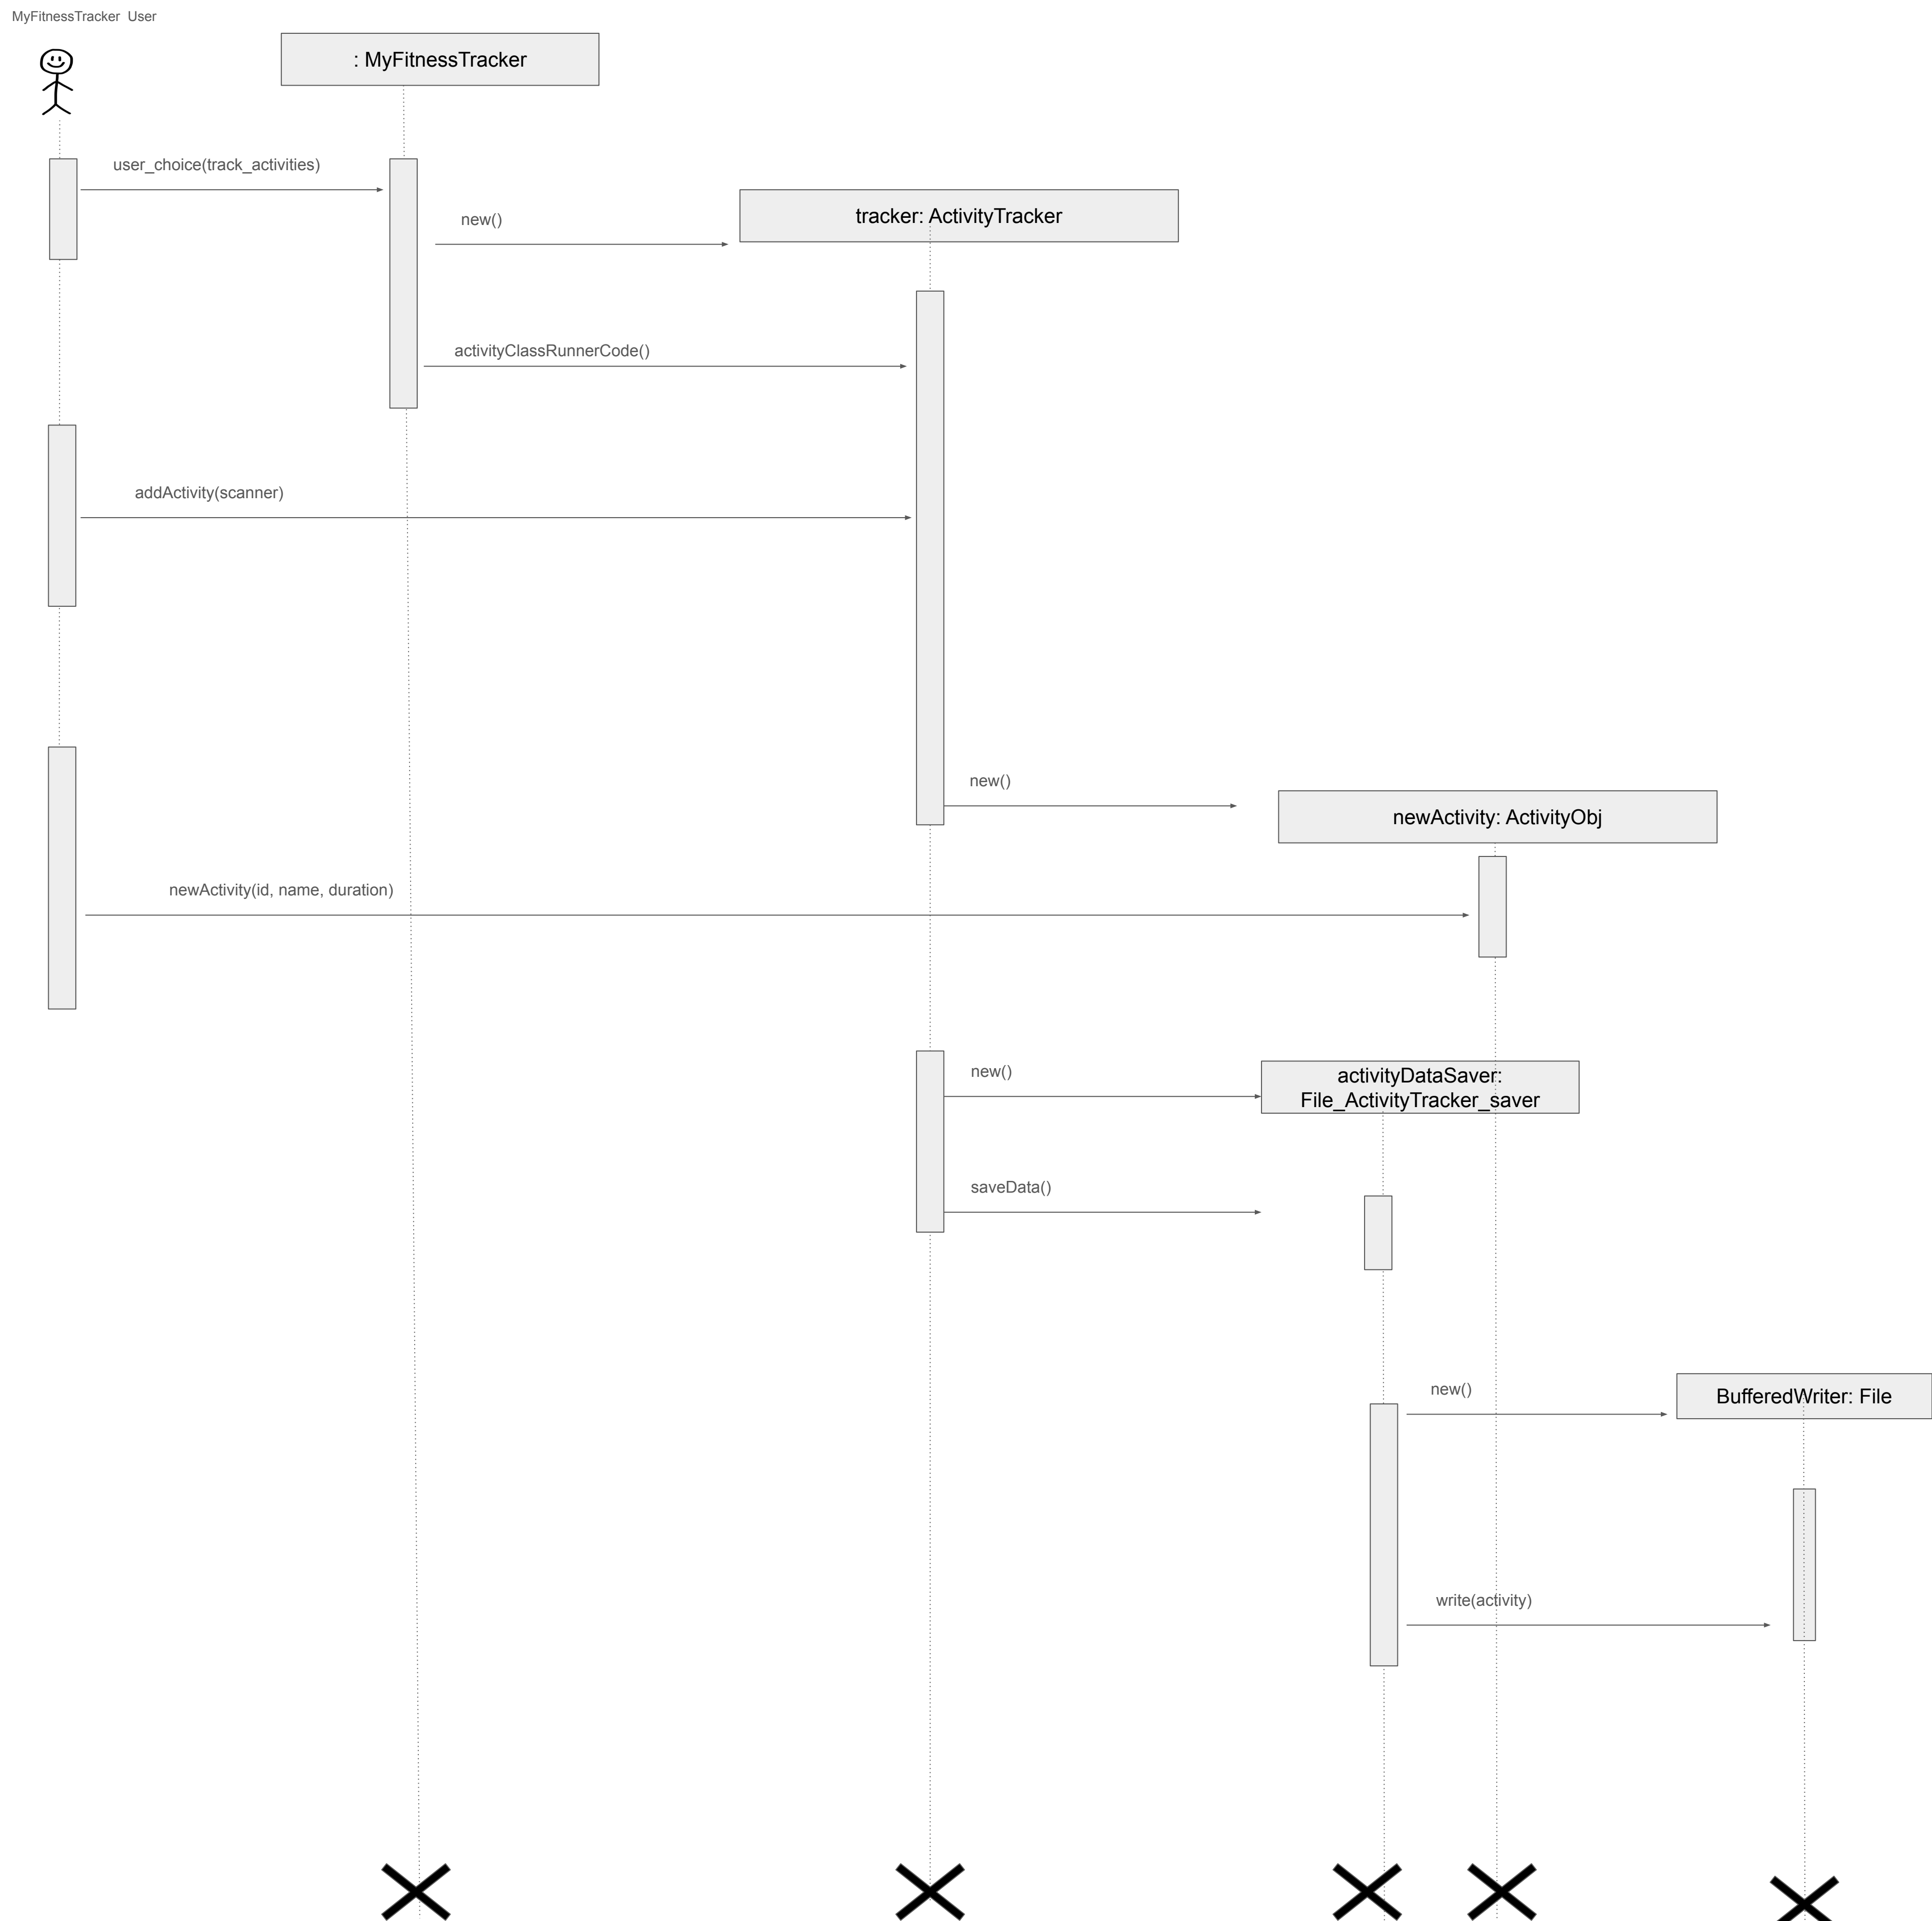 MyFitnessTracker  User
: MyFitnessTracker
user_choice(track_activities)
new()
tracker: ActivityTracker
activityClassRunnerCode()
addActivity(scanner)
new()
newActivity: ActivityObj
newActivity(id, name, duration)
new()
activityDataSaver:
File_ActivityTracker_saver
saveData()
new()
BufferedWriter: File
write(activity)